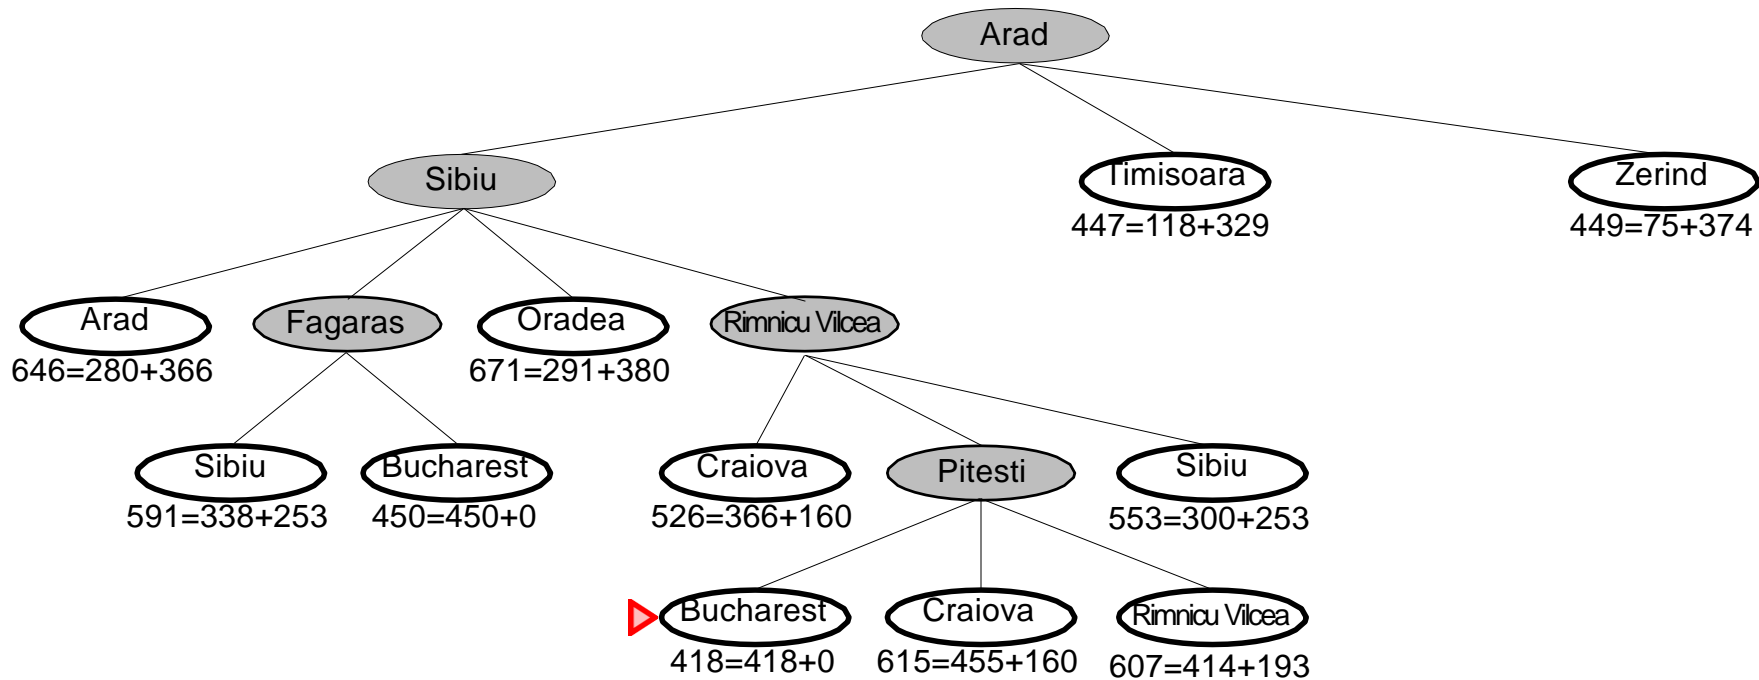 Arad
Sibiu
Timisoara
Zerind
447=118+329
449=75+374
Arad
Fagaras
Oradea
Rimnicu Vilcea
646=280+366
671=291+380
Sibiu
Bucharest
Craiova
Pitesti
Sibiu
591=338+253
450=450+0
526=366+160
553=300+253
Bucharest
Craiova
Rimnicu Vilcea
418=418+0
615=455+160
607=414+193